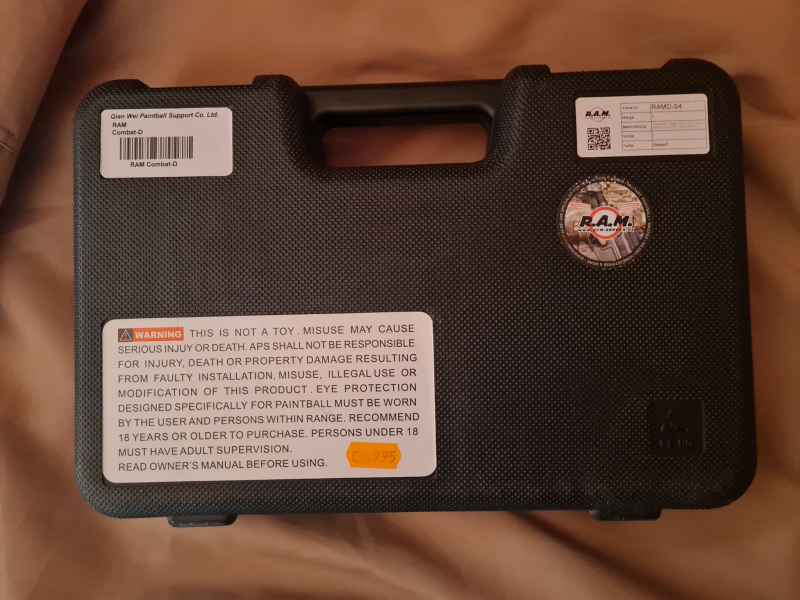 Qian Wei Paintball Support Co. Ltd.
RAM
Combat-D
RAM Combat-D
R.A.M.
RAMD-S4
R.A.M.
WARNING THIS IS NOT A TOY. MISUSE MAY CAUSE
SERIOUS INJUY OR DEATH. APS SHALL NOT BE RESPONSIBLE
FOR INJURY, DEATH OR PROPERTY DAMAGE RESULTING
FROM FAULTY INSTALLATION, MISUSE, ILLEGAL USE OR
MODIFICATION OF THIS PRODUCT. EYE PROTECTION
DESIGNED SPECIFICALLY FOR PAINTBALL MUST BE WORN
BY THE USER AND PERSONS WITHIN RANGE. RECOMMEND
18 YEARS OR OLDER TO PURCHASE. PERSONS UNDER 18
MUST HAVE ADULT SUPERVISION.
READ OWNER'S MANUAL BEFORE USING.